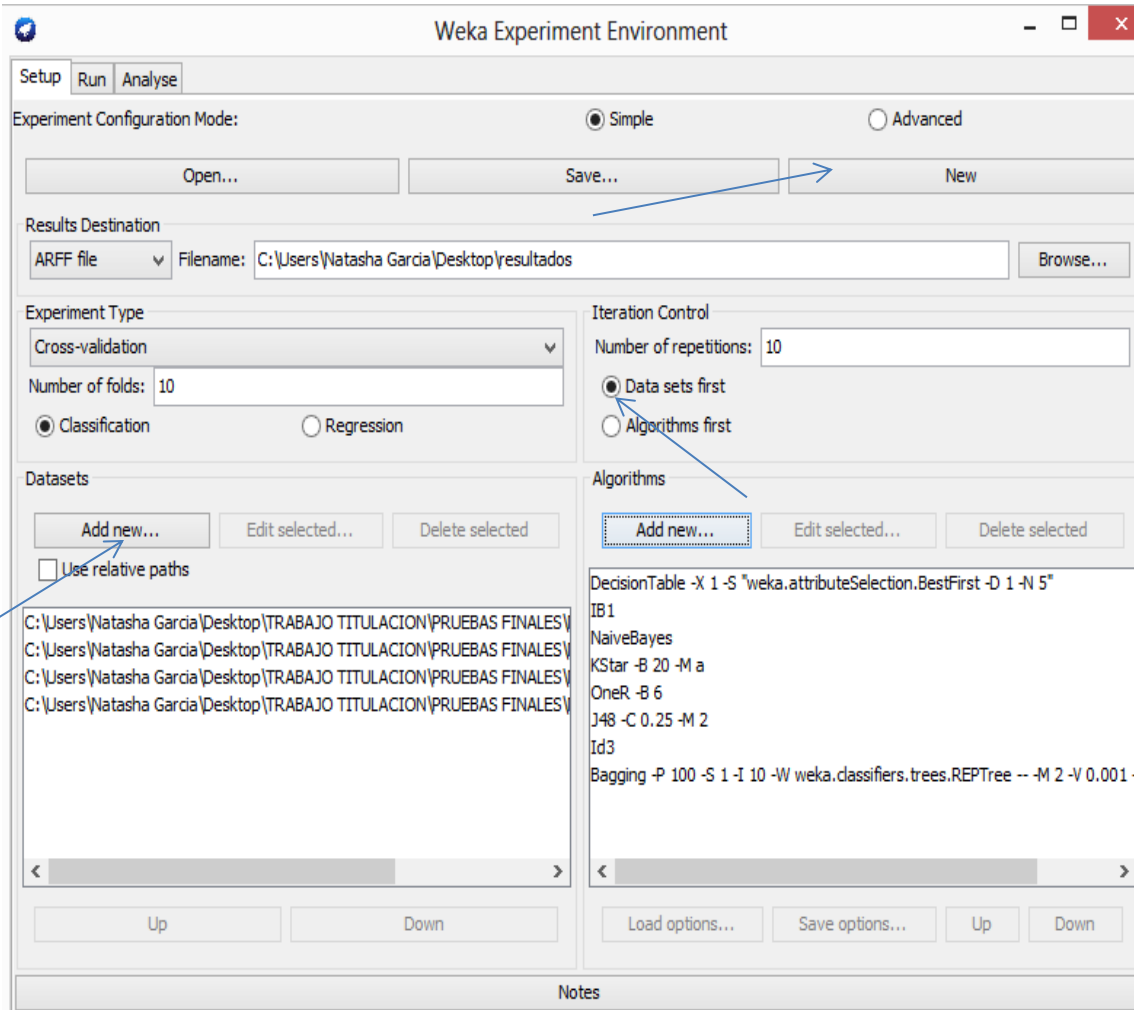 Weka Experiment Environment
Setup Run Analyse
Experiment Configuration Mode: Simple Advanced
Open... Save... New
Results Destination
ARFF file Filename: C:\Users\Natasha Garcia\Desktop\resultados Browse...
Experiment Type
Cross-validation
Number of folds: 10
Classification Regression
Iteration Control
Number of repetitions: 10
Data sets first
Algorithms first
Datasets
Add new... Edit selected... Delete selected
Use relative paths
C:\Users\Natasha Garcia\Desktop\TRABAJO TITULACION\PRUEBAS FINALES\
C:\Users\Natasha Garcia\Desktop\TRABAJO TITULACION\PRUEBAS FINALES\
C:\Users\Natasha Garcia\Desktop\TRABAJO TITULACION\PRUEBAS FINALES\
C:\Users\Natasha Garcia\Desktop\TRABAJO TITULACION\PRUEBAS FINALES\
Up Down
Algorithms
Add new... Edit selected... Delete selected
DecisionTable -X 1 -S "weka.attributeSelection.BestFirst -D 1 -N 5"
IB1
NaiveBayes
KStar -B 20 -M a
OneR -B 6
J48 -C 0.25 -M 2
Id3
Bagging -P 100 -S 1 -I 10 -W weka.classifiers.trees.REPTree -- -M 2 -V 0.001 -
Load options... Save options... Up Down
Notes